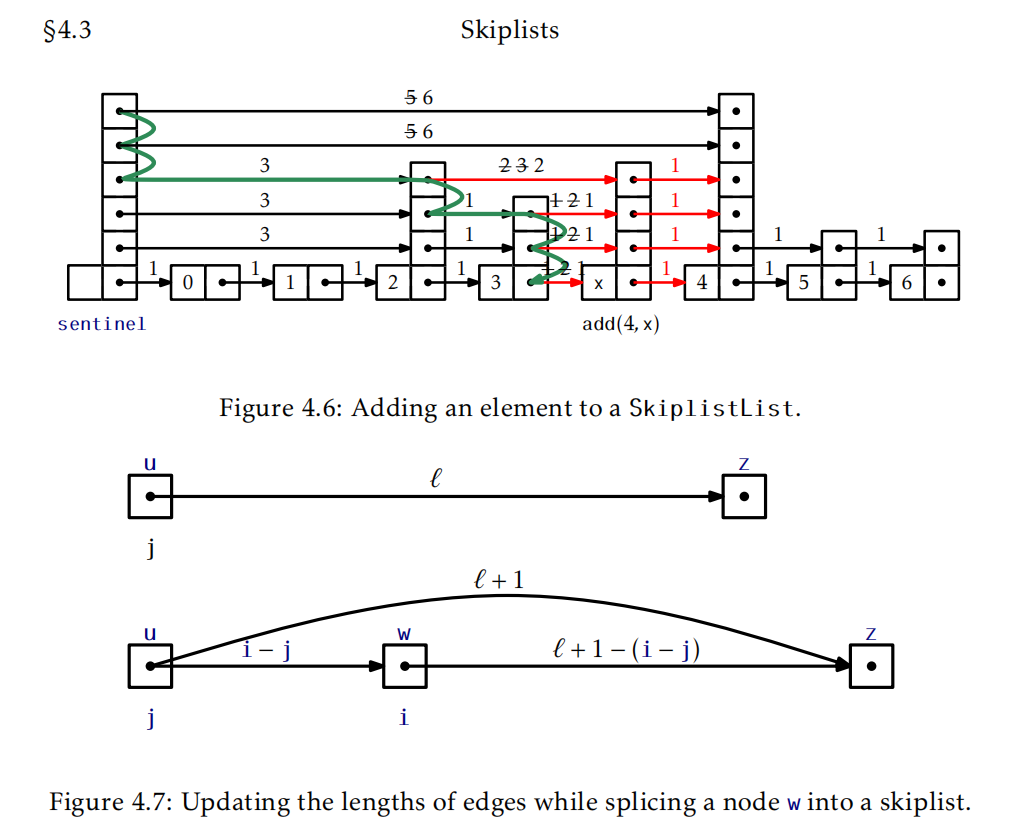 §4.3 Skiplists
5 6
5 6
3 2 3 2 1
3 1 1 2 1 1
3 1 1 2 1 1 1 1
1 1 1 1 1 2 1 1 1 1
0 1 2 3 x 4 5 6
sentinel add(4, x)
Figure 4.6: Adding an element to a SkiplistList.
u z
ℓ
j
ℓ + 1
u w z
i − j ℓ + 1 − (i − j)
j i
Figure 4.7: Updating the lengths of edges while splicing a node w into a skiplist.